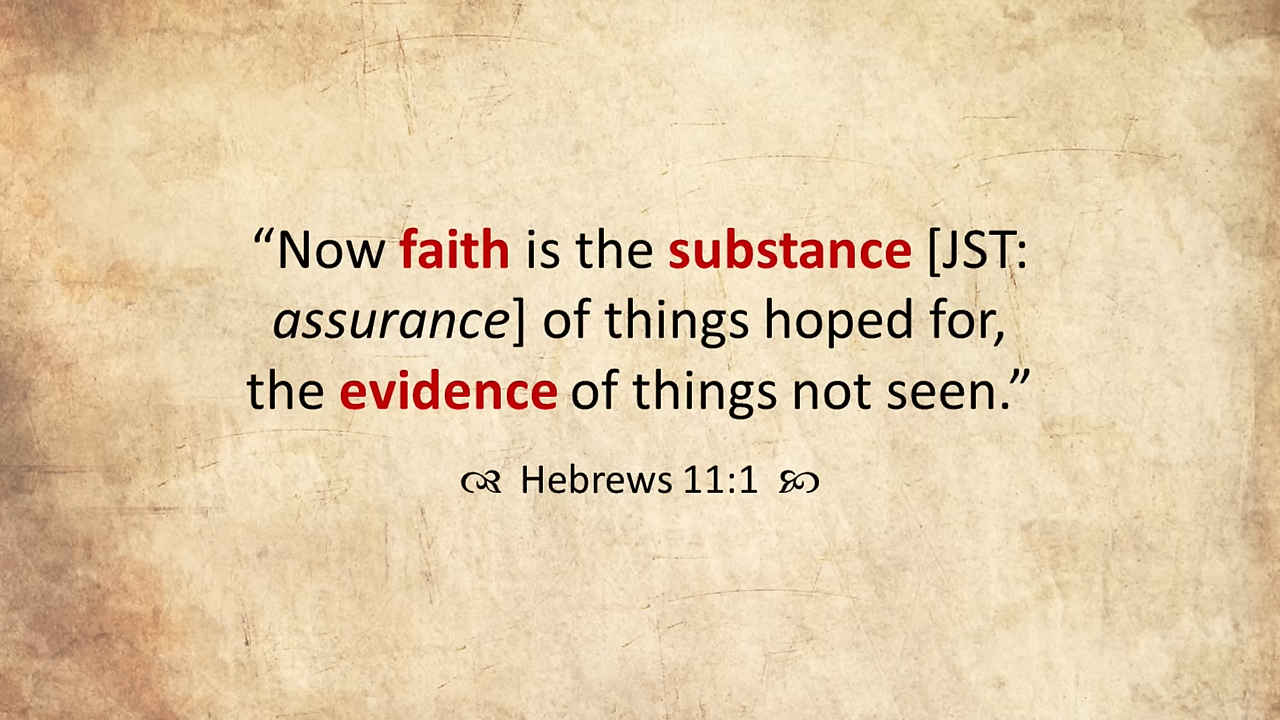 “Now faith is the substance [JST:
assurance] of things hoped for,
the evidence of things not seen.”
Hebrews 11:1